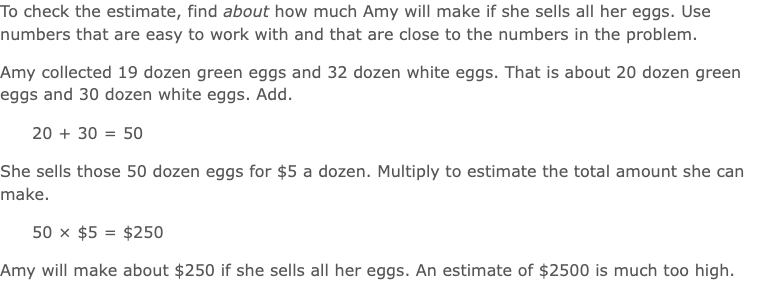 To check the estimate, find about how much Amy will make if she sells all her eggs. Use
numbers that are easy to work with and that are close to the numbers in the problem.
Amy collected 19 dozen green eggs and 32 dozen white eggs. That is about 20 dozen green
eggs and 30 dozen white eggs. Add.
20 + 30 = 50
She sells those 50 dozen eggs for $5 a dozen. Multiply to estimate the total amount she can
make.
50 × $5 = $250
Amy will make about $250 if she sells all her eggs. An estimate of $2500 is much too high.